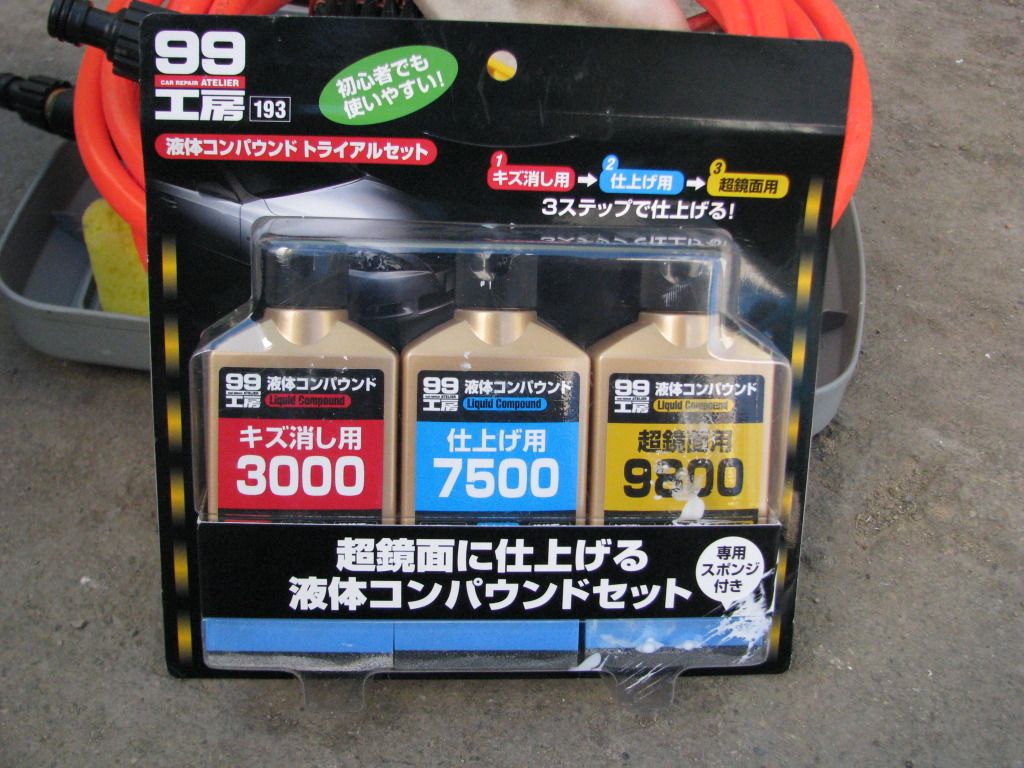 99
CAR REPAIR ATELIER
工房 193
初心者でも
使いやすい!
液体コンパウンド トライアルセット
1 2 3
キズ消し用 ➡ 仕上げ用 ➡ 超鏡面用
3ステップで仕上げる!
99 液体コンパウンド
工房 Liquid Compound
キズ消し用
3000
99 液体コンパウンド
工房 Liquid Compound
仕上げ用
7500
99 液体コンパウンド
工房 Liquid Compound
超鏡面用
9800
超鏡面に仕上げる
液体コンパウンドセット
専用
スポンジ
付き